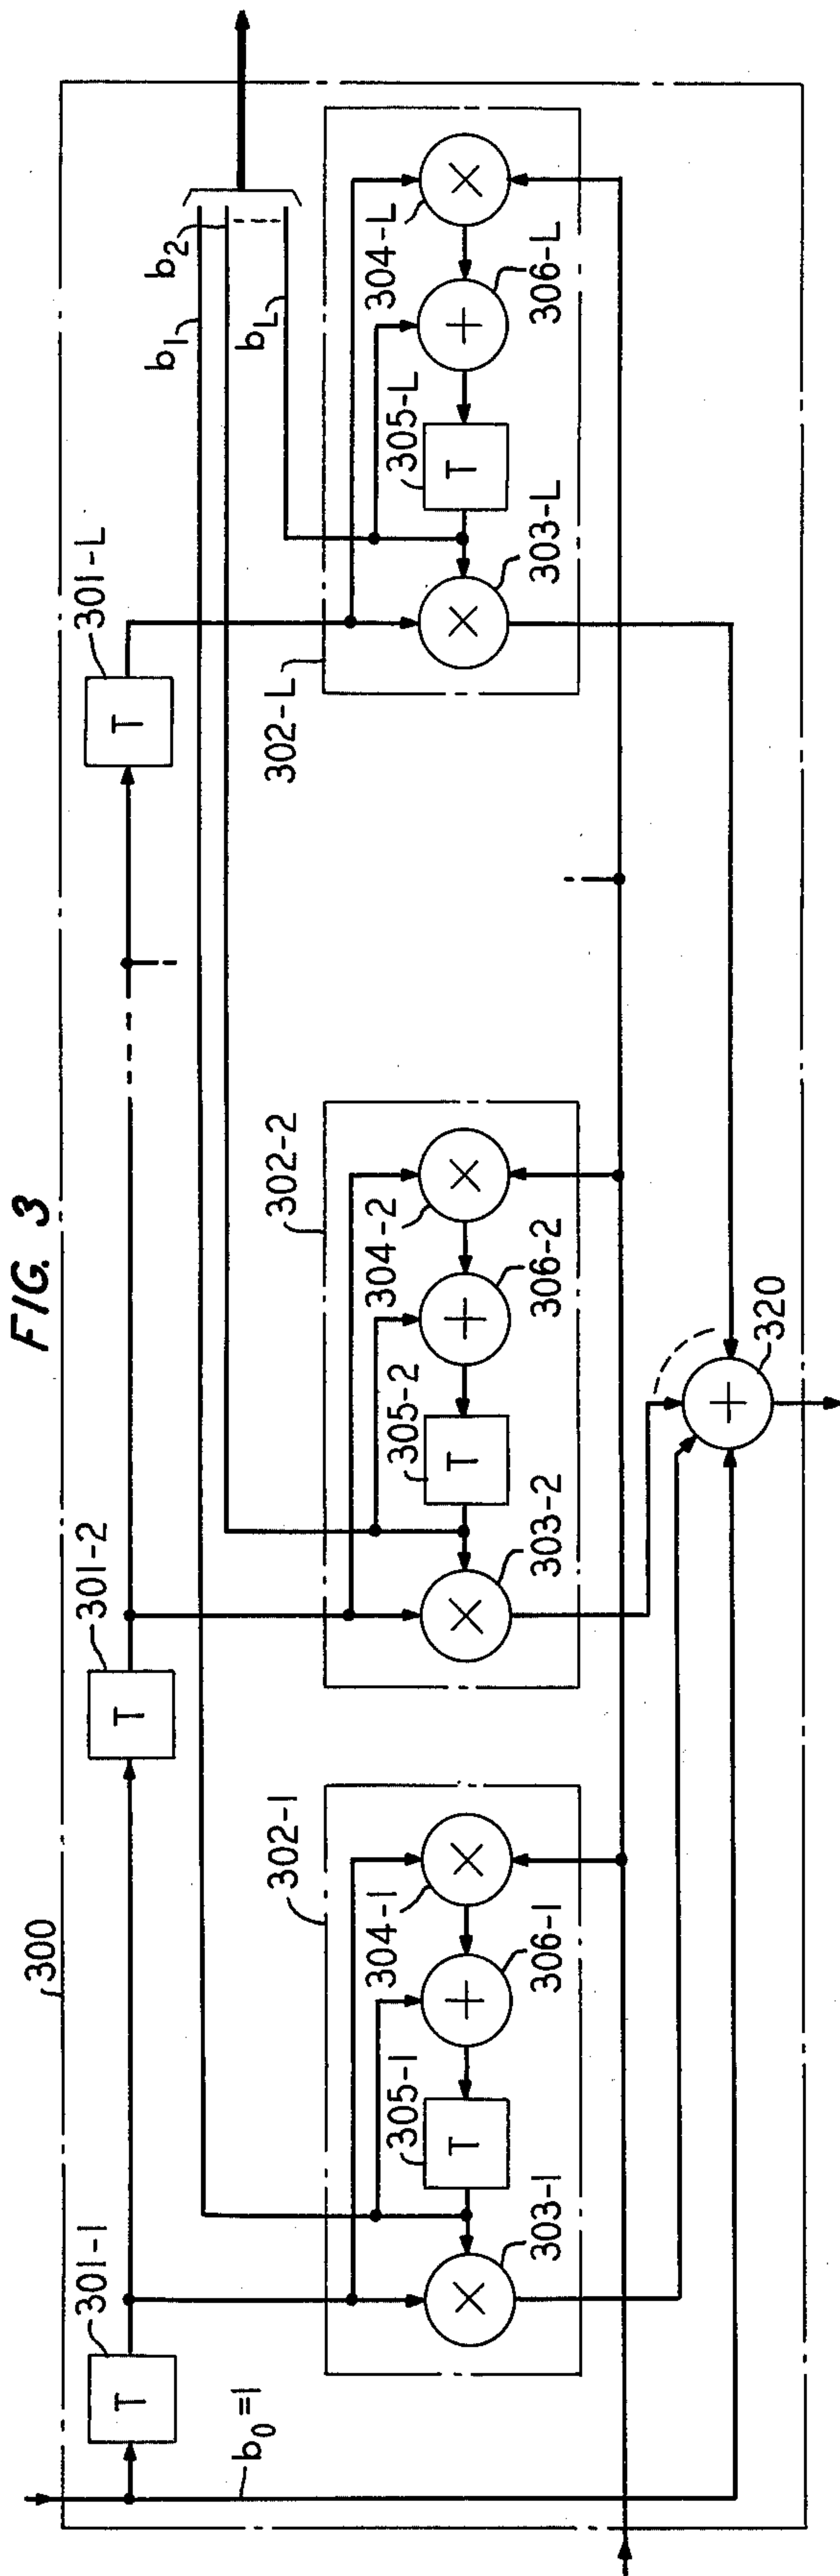 FIG. 3
300
301-1
T
301-2
T
301-L
T
b1
b2
bL
b0=1
302-1
304-1
×
305-1
T
+
306-1
×
303-1
302-2
304-2
×
305-2
T
+
306-2
×
303-2
302-L
304-L
×
305-L
T
+
306-L
×
303-L
+
320